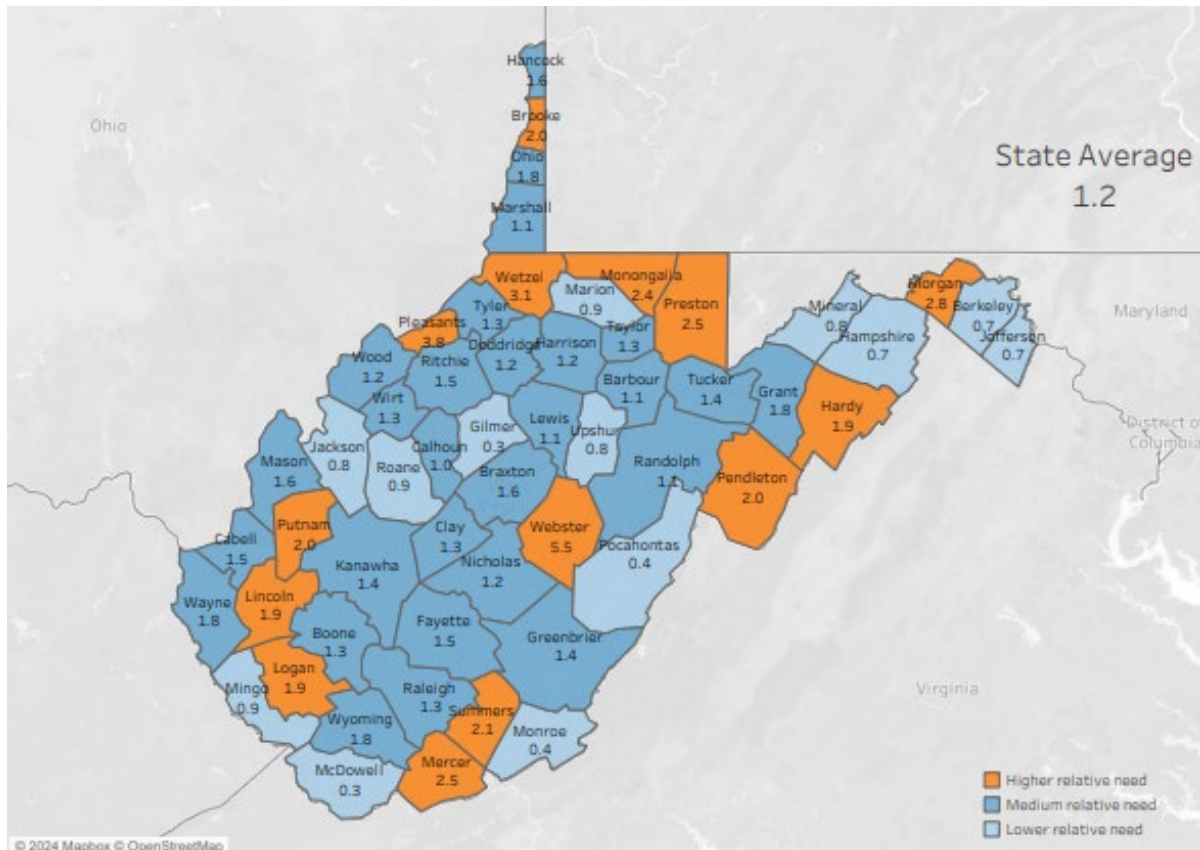 Hancock
1.6
Ohio
Brooke
2.0
State Average
1.2
Ohio
1.8
Marshall
1.1
Wetzel
3.1
Monongalia
2.4
Marion
0.9
Preston
2.5
Morgan
2.8
Berkeley
0.7
Jefferson
0.7
Mineral
0.8
Hampshire
0.7
Maryland
Tyler
1.3
Pleasants
3.8
Doddridge
1.2
Harrison
1.2
Taylor
1.3
Wood
1.2
Ritchie
1.5
Barbour
1.1
Tucker
1.4
Grant
1.8
Hardy
1.9
Wirt
1.3
Gilmer
0.3
Lewis
1.1
Upshur
0.8
District of
Columbia
Jackson
0.8
Roane
0.9
Calhoun
1.0
Mason
1.6
Braxton
1.6
Randolph
1.1
Pendleton
2.0
Putnam
2.0
Clay
1.3
Webster
5.5
Pocahontas
0.4
Cabell
1.5
Kanawha
1.4
Nicholas
1.2
Wayne
1.8
Lincoln
1.9
Boone
1.3
Fayette
1.5
Greenbrier
1.4
Logan
1.9
Mingo
0.9
Raleigh
1.3
Summers
2.1
Virginia
Wyoming
1.8
Monroe
0.4
McDowell
0.3
Mercer
2.5
Higher relative need
Medium relative need
Lower relative need
© 2024 Mapbox © OpenStreetMap